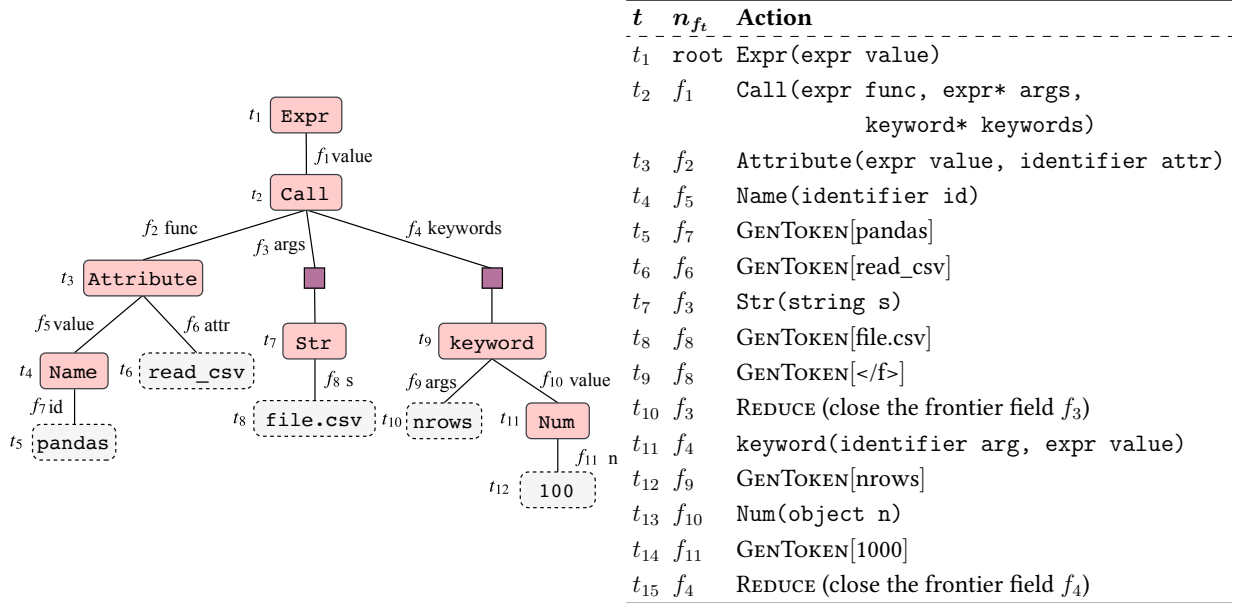 t₁ Expr
f₁ value
t₂ Call
f₂ func
f₃ args
f₄ keywords
t₃ Attribute
f₅ value
f₆ attr
t₇ Str
t₉ keyword
t₄ Name
t₆ read_csv
f₈ s
f₉ args
f₁₀ value
f₇ id
t₈ file.csv
t₁₀ nrows
t₁₁ Num
t₅ pandas
f₁₁ n
t₁₂ 100
t n_fₜ Action
t₁ root Expr(expr value)
t₂ f₁ Call(expr func, expr* args,
keyword* keywords)
t₃ f₂ Attribute(expr value, identifier attr)
t₄ f₅ Name(identifier id)
t₅ f₇ GENTOKEN[pandas]
t₆ f₆ GENTOKEN[read_csv]
t₇ f₃ Str(string s)
t₈ f₈ GENTOKEN[file.csv]
t₉ f₈ GENTOKEN[</f>]
t₁₀ f₃ REDUCE (close the frontier field f₃)
t₁₁ f₄ keyword(identifier arg, expr value)
t₁₂ f₉ GENTOKEN[nrows]
t₁₃ f₁₀ Num(object n)
t₁₄ f₁₁ GENTOKEN[1000]
t₁₅ f₄ REDUCE (close the frontier field f₄)